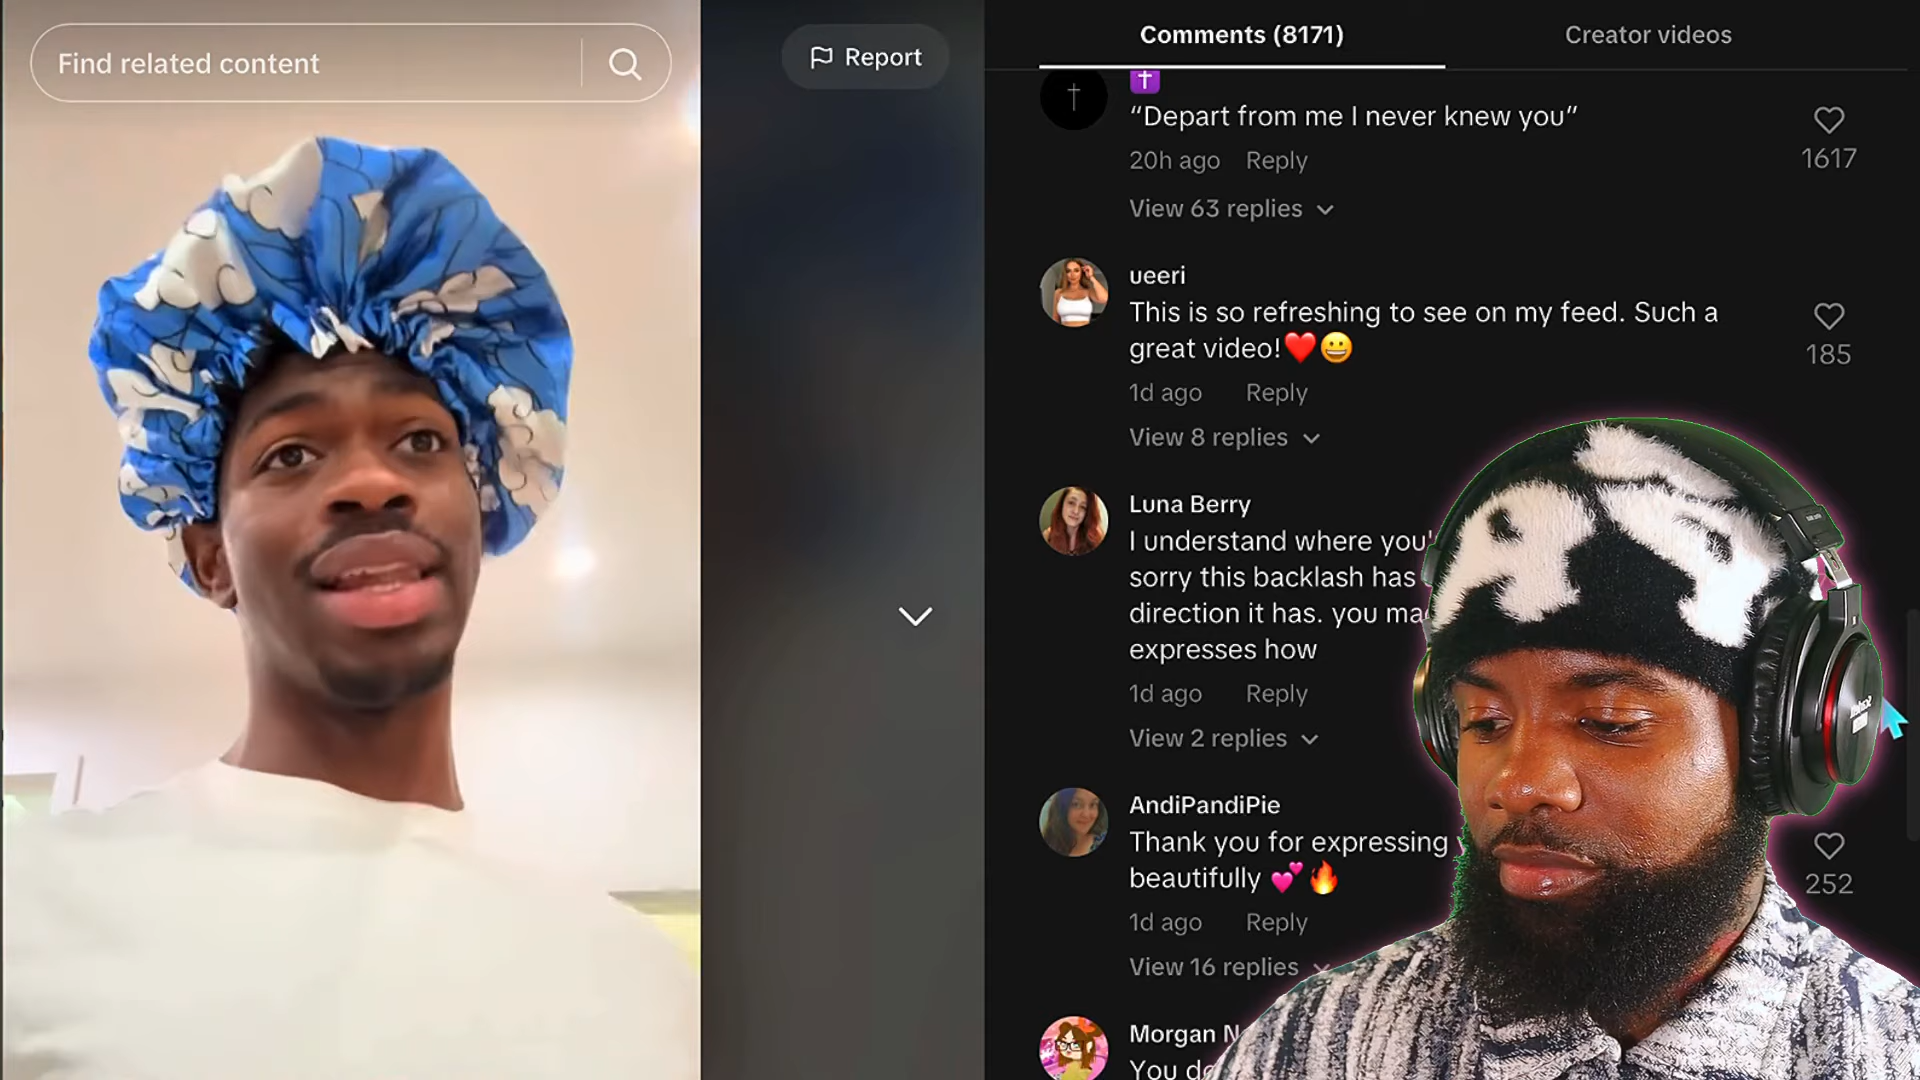 Find related content
Report
Comments (8171)
Creator videos
“Depart from me I never knew you”
1617
20h ago Reply
View 63 replies
ueeri
This is so refreshing to see on my feed. Such a
great video!❤️😀
185
1d ago Reply
View 8 replies
Luna Berry
I understand where you'
sorry this backlash has
direction it has. you ma
expresses how
1d ago Reply
View 2 replies
AndiPandiPie
Thank you for expressing
beautifully 💕🔥
252
1d ago Reply
View 16 replies
Morgan N
You do